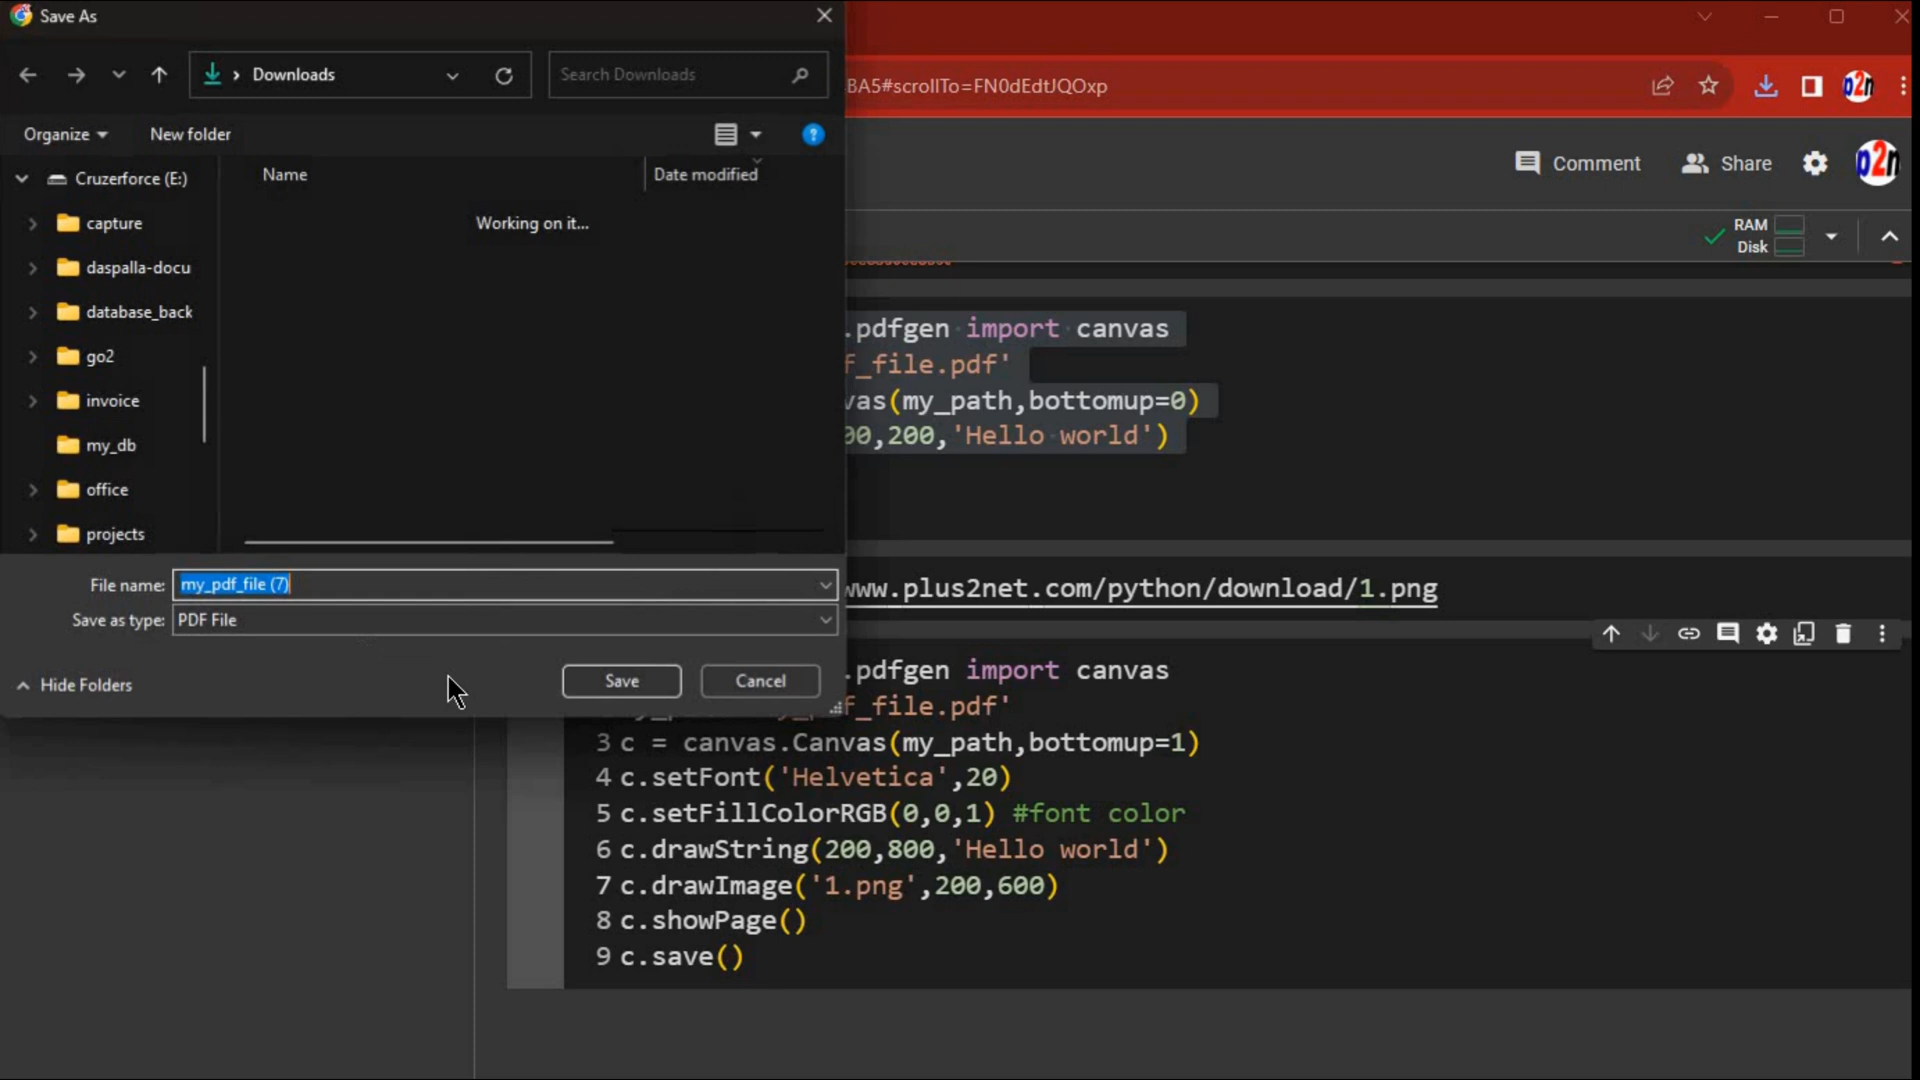 Save As
Downloads
Search Downloads
BA5#scrollTo=FN0dEdtJQOxp
Organize
New folder
Comment
Share
Cruzerforce (E:)
Name
Date modified
RAM
Disk
capture
Working on it...
daspalla-docu
database_back
go2
invoice
my_db
office
projects
.pdfgen import canvas
f_file.pdf'
vas(my_path,bottomup=0)
00,200,'Hello world')
File name: my_pdf_file (7)
Save as type: PDF File
Hide Folders
Save
Cancel
www.plus2net.com/python/download/1.png
.pdfgen import canvas
f_file.pdf'
3 c = canvas.Canvas(my_path,bottomup=1)
4 c.setFont('Helvetica',20)
5 c.setFillColorRGB(0,0,1) #font color
6 c.drawString(200,800,'Hello world')
7 c.drawImage('1.png',200,600)
8 c.showPage()
9 c.save()